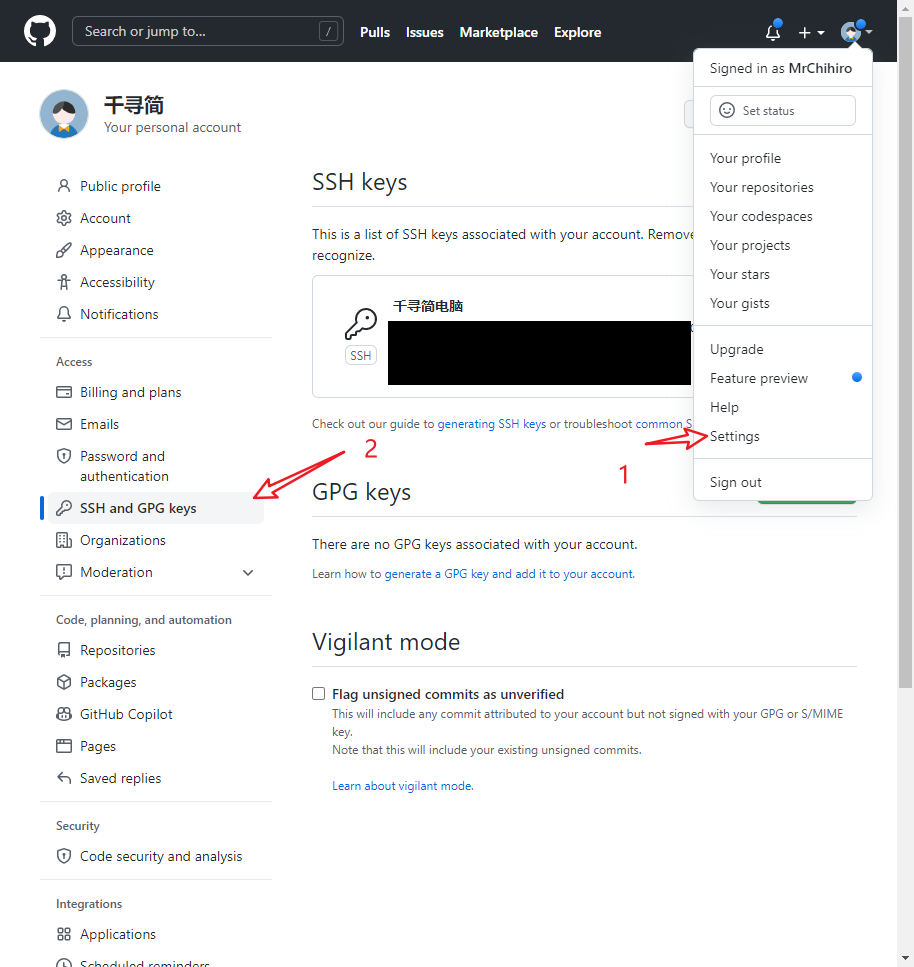 Search or jump to...
/
Pulls
Issues
Marketplace
Explore
Signed in as MrChihiro
Set status
Your profile
Your repositories
Your codespaces
Your projects
Your stars
Your gists
Upgrade
Feature preview
Help
Settings
Sign out
千寻简
Your personal account
Public profile
Account
Appearance
Accessibility
Notifications
Access
Billing and plans
Emails
Password and
authentication
SSH and GPG keys
Organizations
Moderation
Code, planning, and automation
Repositories
Packages
GitHub Copilot
Pages
Saved replies
Security
Code security and analysis
Integrations
Applications
Scheduled reminders
SSH keys
This is a list of SSH keys associated with your account. Remove
recognize.
千寻简电脑
SSH
Check out our guide to generating SSH keys or troubleshoot common S
1
2
GPG keys
There are no GPG keys associated with your account.
Learn how to generate a GPG key and add it to your account.
Vigilant mode
Flag unsigned commits as unverified
This will include any commit attributed to your account but not signed with your GPG or S/MIME
key.
Note that this will include your existing unsigned commits.
Learn about vigilant mode.